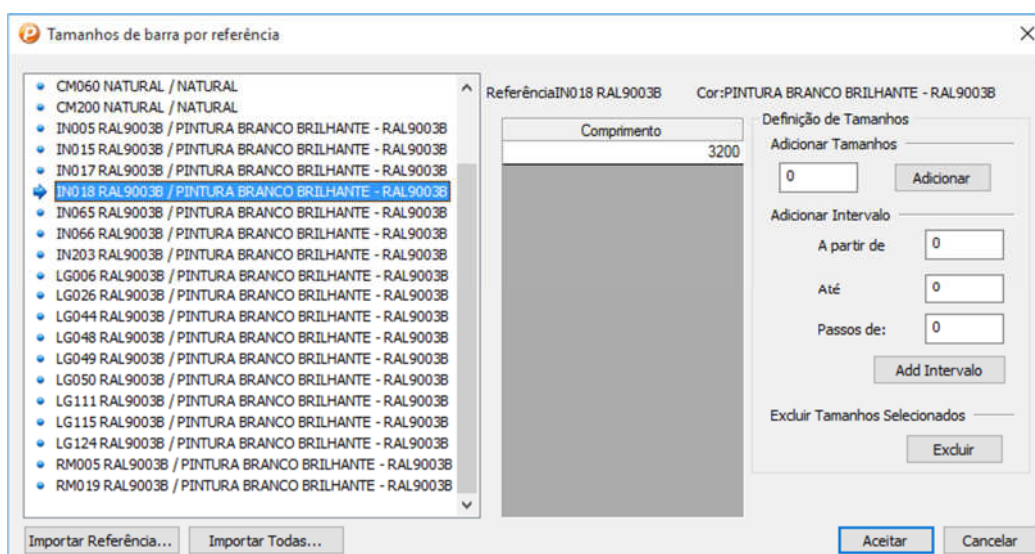 Tamanhos de barra por referência
CM060 NATURAL / NATURAL
CM200 NATURAL / NATURAL
IN005 RAL9003B / PINTURA BRANCO BRILHANTE - RAL9003B
IN015 RAL9003B / PINTURA BRANCO BRILHANTE - RAL9003B
IN017 RAL9003B / PINTURA BRANCO BRILHANTE - RAL9003B
IN018 RAL9003B / PINTURA BRANCO BRILHANTE - RAL9003B
IN065 RAL9003B / PINTURA BRANCO BRILHANTE - RAL9003B
IN066 RAL9003B / PINTURA BRANCO BRILHANTE - RAL9003B
IN203 RAL9003B / PINTURA BRANCO BRILHANTE - RAL9003B
LG006 RAL9003B / PINTURA BRANCO BRILHANTE - RAL9003B
LG026 RAL9003B / PINTURA BRANCO BRILHANTE - RAL9003B
LG044 RAL9003B / PINTURA BRANCO BRILHANTE - RAL9003B
LG048 RAL9003B / PINTURA BRANCO BRILHANTE - RAL9003B
LG049 RAL9003B / PINTURA BRANCO BRILHANTE - RAL9003B
LG050 RAL9003B / PINTURA BRANCO BRILHANTE - RAL9003B
LG111 RAL9003B / PINTURA BRANCO BRILHANTE - RAL9003B
LG115 RAL9003B / PINTURA BRANCO BRILHANTE - RAL9003B
LG124 RAL9003B / PINTURA BRANCO BRILHANTE - RAL9003B
RM005 RAL9003B / PINTURA BRANCO BRILHANTE - RAL9003B
RM019 RAL9003B / PINTURA BRANCO BRILHANTE - RAL9003B
Importar Referência...
Importar Todas...
ReferênciaIN018 RAL9003B
Cor:PINTURA BRANCO BRILHANTE - RAL9003B
Comprimento
3200
Definição de Tamanhos
Adicionar Tamanhos
0
Adicionar
Adicionar Intervalo
A partir de 0
Até 0
Passos de: 0
Add Intervalo
Excluir Tamanhos Selecionados
Excluir
Aceitar
Cancelar